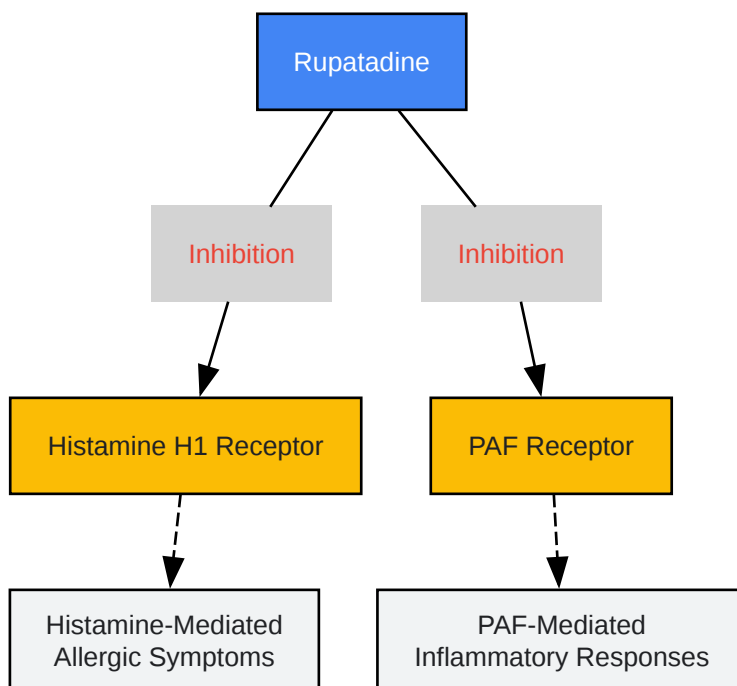 Rupatadine
Inhibition
Inhibition
Histamine H1 Receptor
PAF Receptor
Histamine-Mediated
Allergic Symptoms
PAF-Mediated
Inflammatory Responses